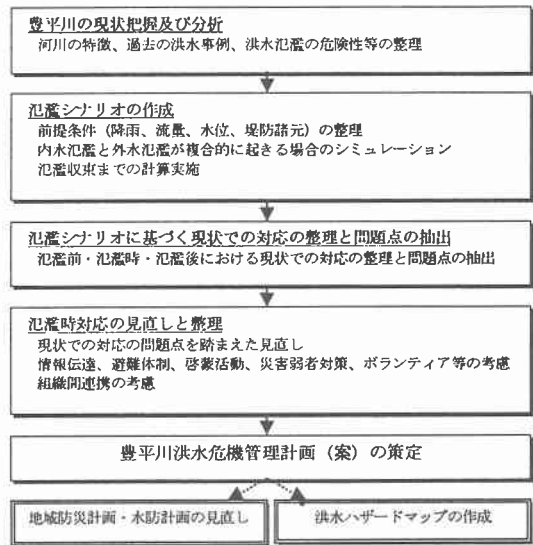 豊平川の現状把握及び分析
河川の特徴、過去の洪水事例、洪水氾濫の危険性等の整理
氾濫シナリオの作成
前提条件（降雨、流量、水位、堤防諸元）の整理
内水氾濫と外水氾濫が複合的に起きる場合のシミュレーション
氾濫収束までの計算実施
氾濫シナリオに基づく現状での対応の整理と問題点の抽出
氾濫前・氾濫時・氾濫後における現状での対応の整理と問題点の抽出
氾濫時対応の見直しと整理
現状での対応の問題点を踏まえた見直し
情報伝達、避難体制、啓蒙活動、災害弱者対策、ボランティア等の考慮
組織間連携の考慮
豊平川洪水危機管理計画（案）の策定
地域防災計画・水防計画の見直し
洪水ハザードマップの作成